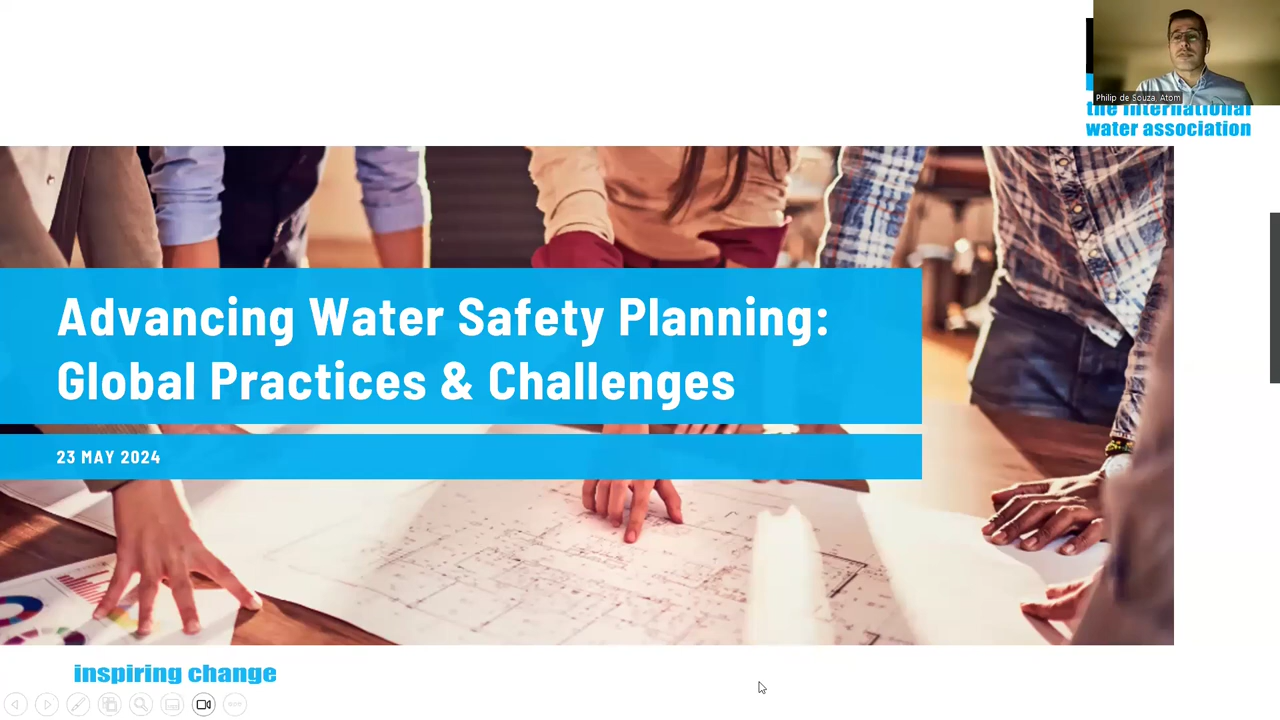 Philip de Souza, Atom
the international
water association
Advancing Water Safety Planning:
Global Practices & Challenges
23 MAY 2024
inspiring change